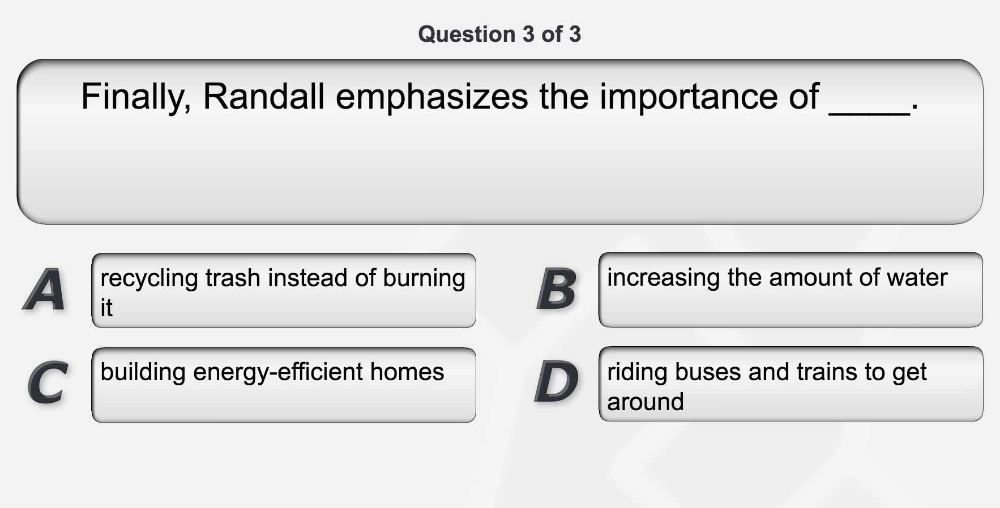 Question 3 of 3
Finally, Randall emphasizes the importance of ____.
A
recycling trash instead of burning
it
B
increasing the amount of water
C
building energy-efficient homes
D
riding buses and trains to get
around